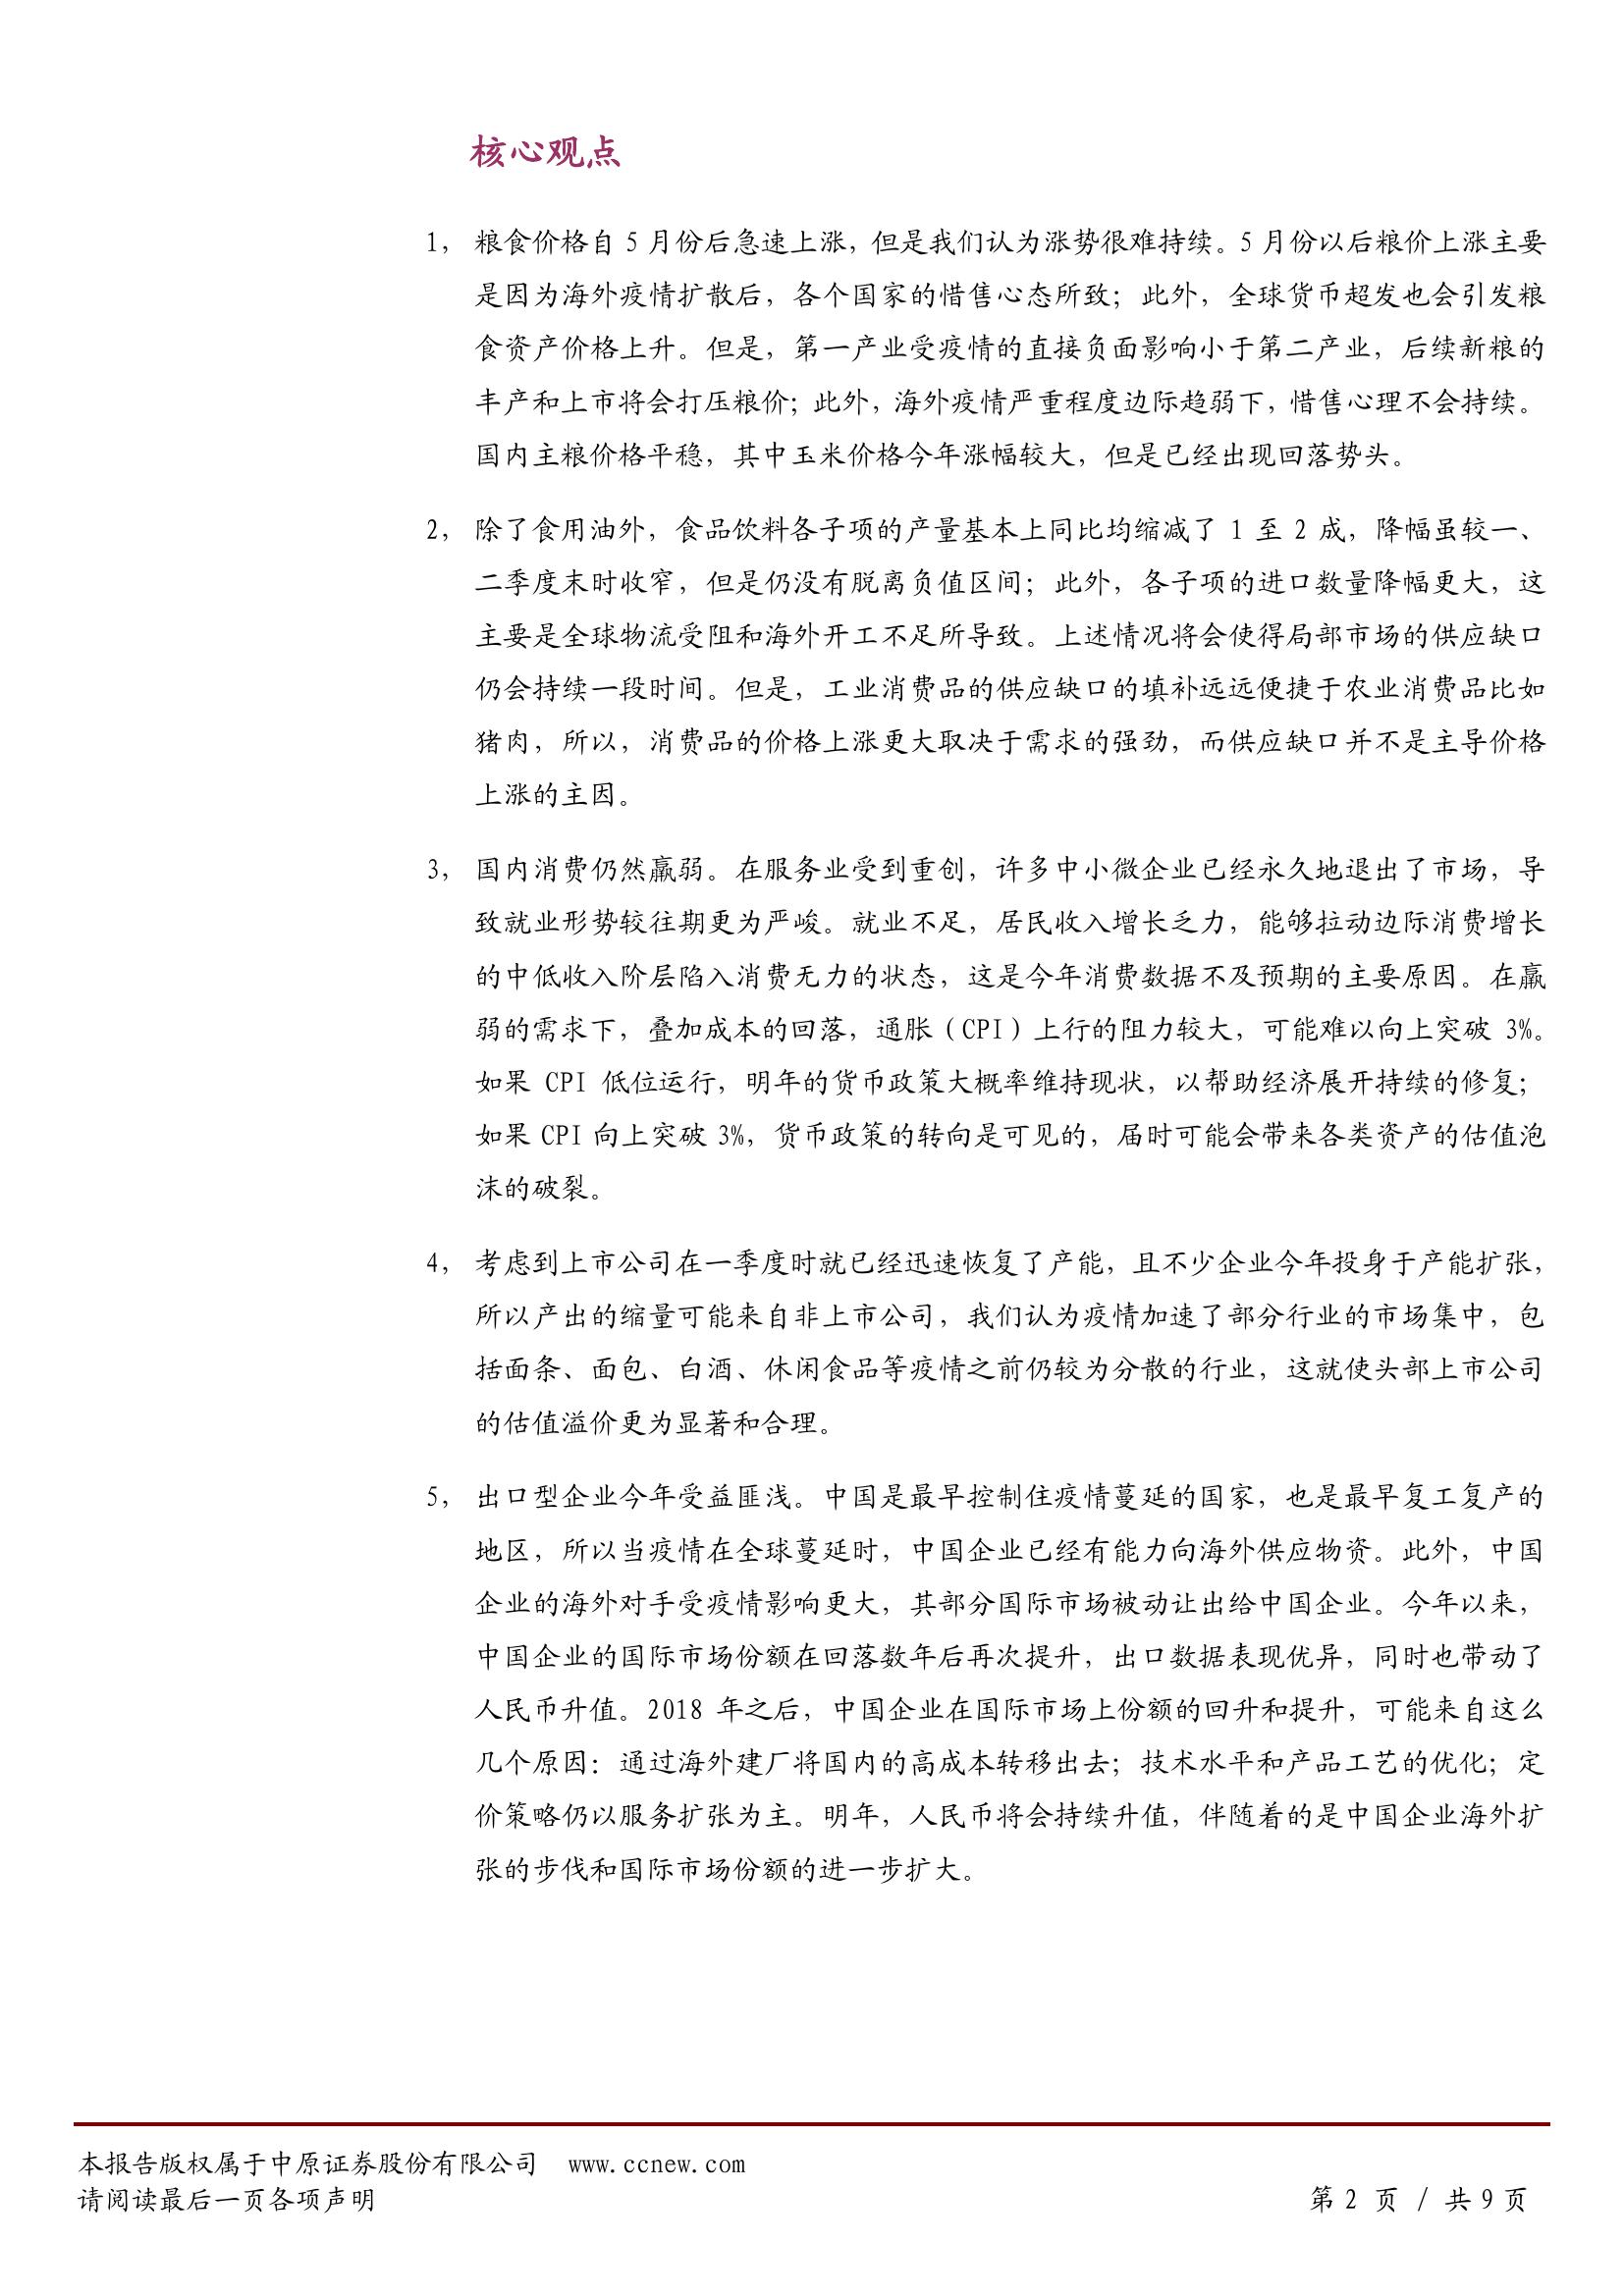 核心观点
1， 粮食价格自 5 月份后急速上涨，但是我们认为涨势很难持续。5 月份以后粮价上涨主要
是因为海外疫情扩散后，各个国家的惜售心态所致；此外，全球货币超发也会引发粮
食资产价格上升。但是，第一产业受疫情的直接负面影响小于第二产业，后续新粮的
丰产和上市将会打压粮价；此外，海外疫情严重程度边际趋弱下，惜售心理不会持续。
国内主粮价格平稳，其中玉米价格今年涨幅较大，但是已经出现回落势头。
2， 除了食用油外，食品饮料各子项的产量基本上同比均缩减了 1 至 2 成，降幅虽较一、
二季度末时收窄，但是仍没有脱离负值区间；此外，各子项的进口数量降幅更大，这
主要是全球物流受阻和海外开工不足所导致。上述情况将会使得局部市场的供应缺口
仍会持续一段时间。但是，工业消费品的供应缺口的填补远远便捷于农业消费品比如
猪肉，所以，消费品的价格上涨更大取决于需求的强劲，而供应缺口并不是主导价格
上涨的主因。
3， 国内消费仍然羸弱。在服务业受到重创，许多中小微企业已经永久地退出了市场，导
致就业形势较往期更为严峻。就业不足，居民收入增长乏力，能够拉动边际消费增长
的中低收入阶层陷入消费无力的状态，这是今年消费数据不及预期的主要原因。在羸
弱的需求下，叠加成本的回落，通胀（CPI）上行的阻力较大，可能难以向上突破 3%。
如果 CPI 低位运行，明年的货币政策大概率维持现状，以帮助经济展开持续的修复；
如果 CPI 向上突破 3%，货币政策的转向是可见的，届时可能会带来各类资产的估值泡
沫的破裂。
4， 考虑到上市公司在一季度时就已经迅速恢复了产能，且不少企业今年投身于产能扩张，
所以产出的缩量可能来自非上市公司，我们认为疫情加速了部分行业的市场集中，包
括面条、面包、白酒、休闲食品等疫情之前仍较为分散的行业，这就使头部上市公司
的估值溢价更为显著和合理。
5， 出口型企业今年受益匪浅。中国是最早控制住疫情蔓延的国家，也是最早复工复产的
地区，所以当疫情在全球蔓延时，中国企业已经有能力向海外供应物资。此外，中国
企业的海外对手受疫情影响更大，其部分国际市场被动让出给中国企业。今年以来，
中国企业的国际市场份额在回落数年后再次提升，出口数据表现优异，同时也带动了
人民币升值。2018 年之后，中国企业在国际市场上份额的回升和提升，可能来自这么
几个原因：通过海外建厂将国内的高成本转移出去；技术水平和产品工艺的优化；定
价策略仍以服务扩张为主。明年，人民币将会持续升值，伴随着的是中国企业海外扩
张的步伐和国际市场份额的进一步扩大。
本报告版权属于中原证券股份有限公司 www.ccnew.com
请阅读最后一页各项声明
第 2 页 / 共 9 页